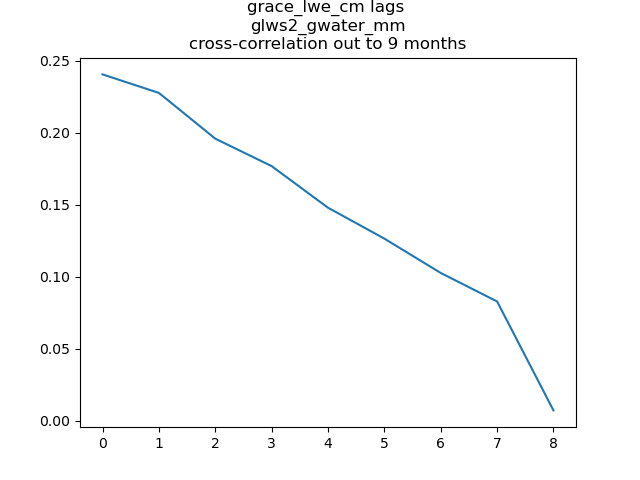 grace_lwe_cm lags
glws2_gwater_mm
cross-correlation out to 9 months
0.25
0.20
0.15
0.10
0.05
0.00
0 1 2 3 4 5 6 7 8